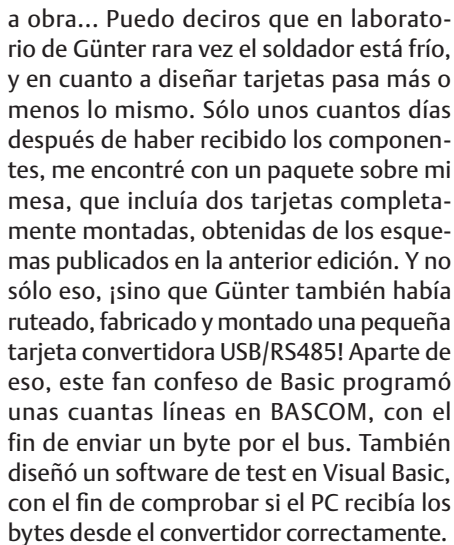 a obra... Puedo deciros que en laborato-
rio de Günter rara vez el soldador está frío,
y en cuanto a diseñar tarjetas pasa más o
menos lo mismo. Sólo unos cuantos días
después de haber recibido los componen-
tes, me encontré con un paquete sobre mi
mesa, que incluía dos tarjetas completa-
mente montadas, obtenidas de los esque-
mas publicados en la anterior edición. Y no
sólo eso, ¡sino que Günter también había
ruteado, fabricado y montado una pequeña
tarjeta convertidora USB/RS485! Aparte de
eso, este fan confeso de Basic programó
unas cuantas líneas en BASCOM, con el
fin de enviar un byte por el bus. También
diseñó un software de test en Visual Basic,
con el fin de comprobar si el PC recibía los
bytes desde el convertidor correctamente.